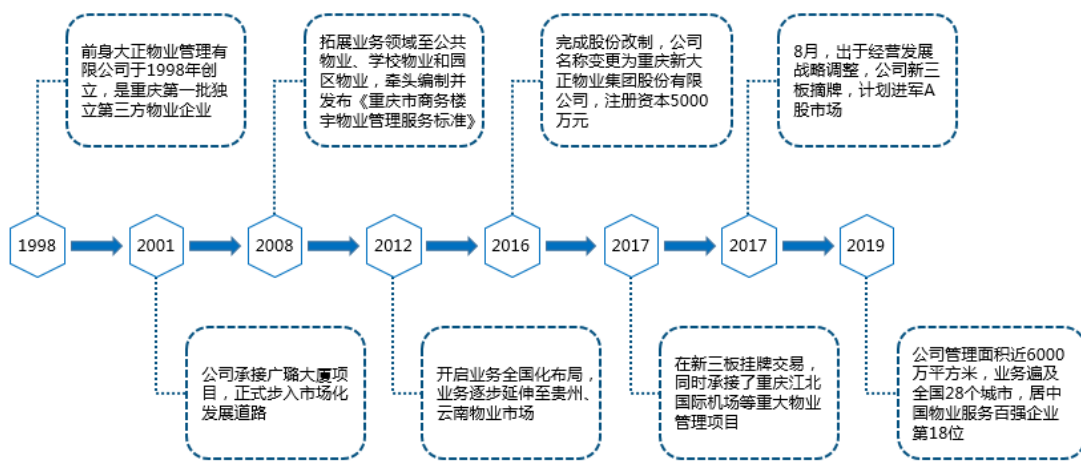 前身大正物业管理有
限公司于1998年创
立，是重庆第一批独
立第三方物业企业
拓展业务领域至公共
物业、学校物业和园
区物业，牵头编制并
发布《重庆市商务楼
宇物业管理服务标准》
完成股份改制，公司
名称变更为重庆新大
正物业集团股份有限
公司，注册资本5000
万元
8月，出于经营发展
战略调整，公司新三
板摘牌，计划进军A
股市场
1998
2001
2008
2012
2016
2017
2017
2019
公司承接广璐大厦项
目，正式步入市场化
发展道路
开启业务全国化布局，
业务逐步延伸至贵州、
云南物业市场
在新三板挂牌交易，
同时承接了重庆江北
国际机场等重大物业
管理项目
公司管理面积近6000
万平方米，业务遍及
全国28个城市，居中
国物业服务百强企业
第18位